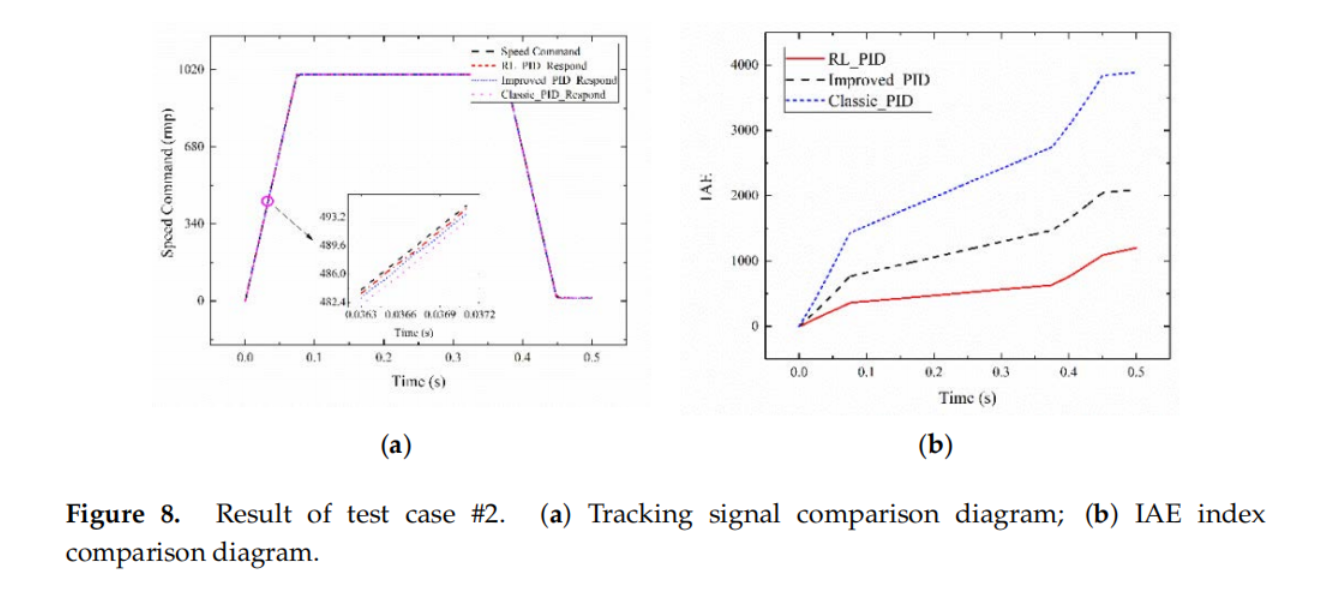 1020
680
340
0
Speed Command (rmp)
Speed Command
RL_PID_Respond
Improved_PID_Respond
Classic_PID_Respond
493.2
489.6
486.0
482.4
0.0363 0.0366 0.0369 0.0372
Time (s)
0.0 0.1 0.2 0.3 0.4 0.5
Time (s)
(a)
4000
3000
2000
1000
0
IAE
RL_PID
Improved_PID
Classic_PID
0.0 0.1 0.2 0.3 0.4 0.5
Time (s)
(b)
Figure 8. Result of test case #2. (a) Tracking signal comparison diagram; (b) IAE index
comparison diagram.